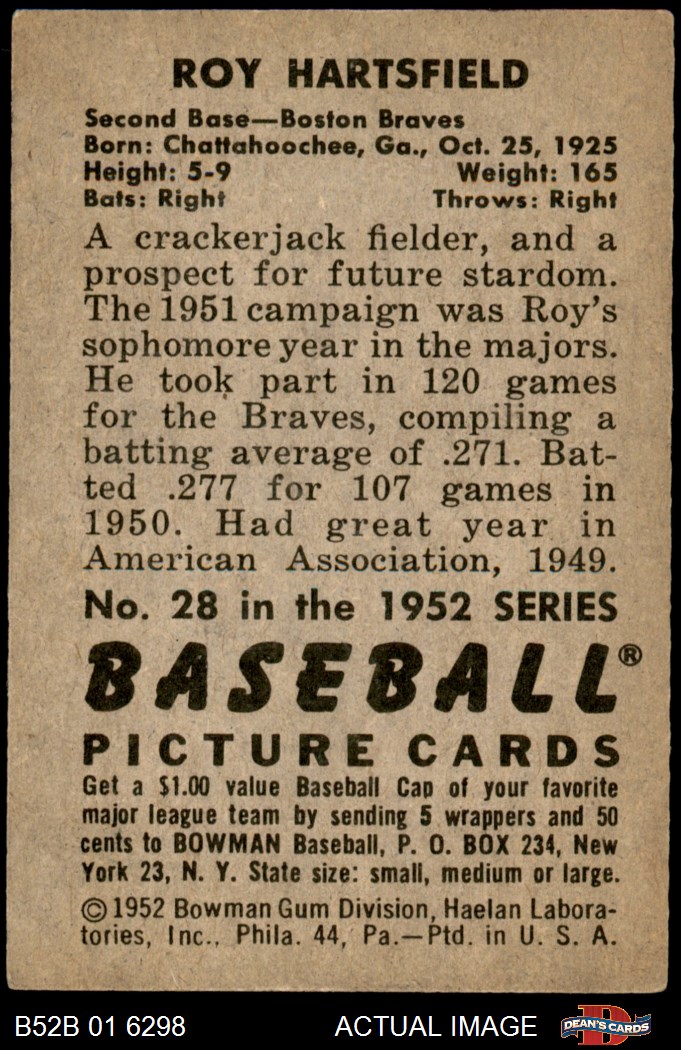 ROY HARTSFIELD
Second Base—Boston Braves
Born: Chattahoochee, Ga., Oct. 25, 1925
Height: 5-9 Weight: 165
Bats: Right Throws: Right
A crackerjack fielder, and a
prospect for future stardom.
The 1951 campaign was Roy's
sophomore year in the majors.
He took part in 120 games
for the Braves, compiling a
batting average of .271. Bat-
ted .277 for 107 games in
1950. Had great year in
American Association, 1949.
No. 28 in the 1952 SERIES
BASEBALL®
PICTURE CARDS
Get a $1.00 value Baseball Cap of your favorite
major league team by sending 5 wrappers and 50
cents to BOWMAN Baseball, P. O. BOX 234, New
York 23, N. Y. State size: small, medium or large.
©1952 Bowman Gum Division, Haelan Labora-
tories, Inc., Phila. 44, Pa.—Ptd. in U. S. A.
B52B 01 6298 ACTUAL IMAGE D DEAN'S CARDS